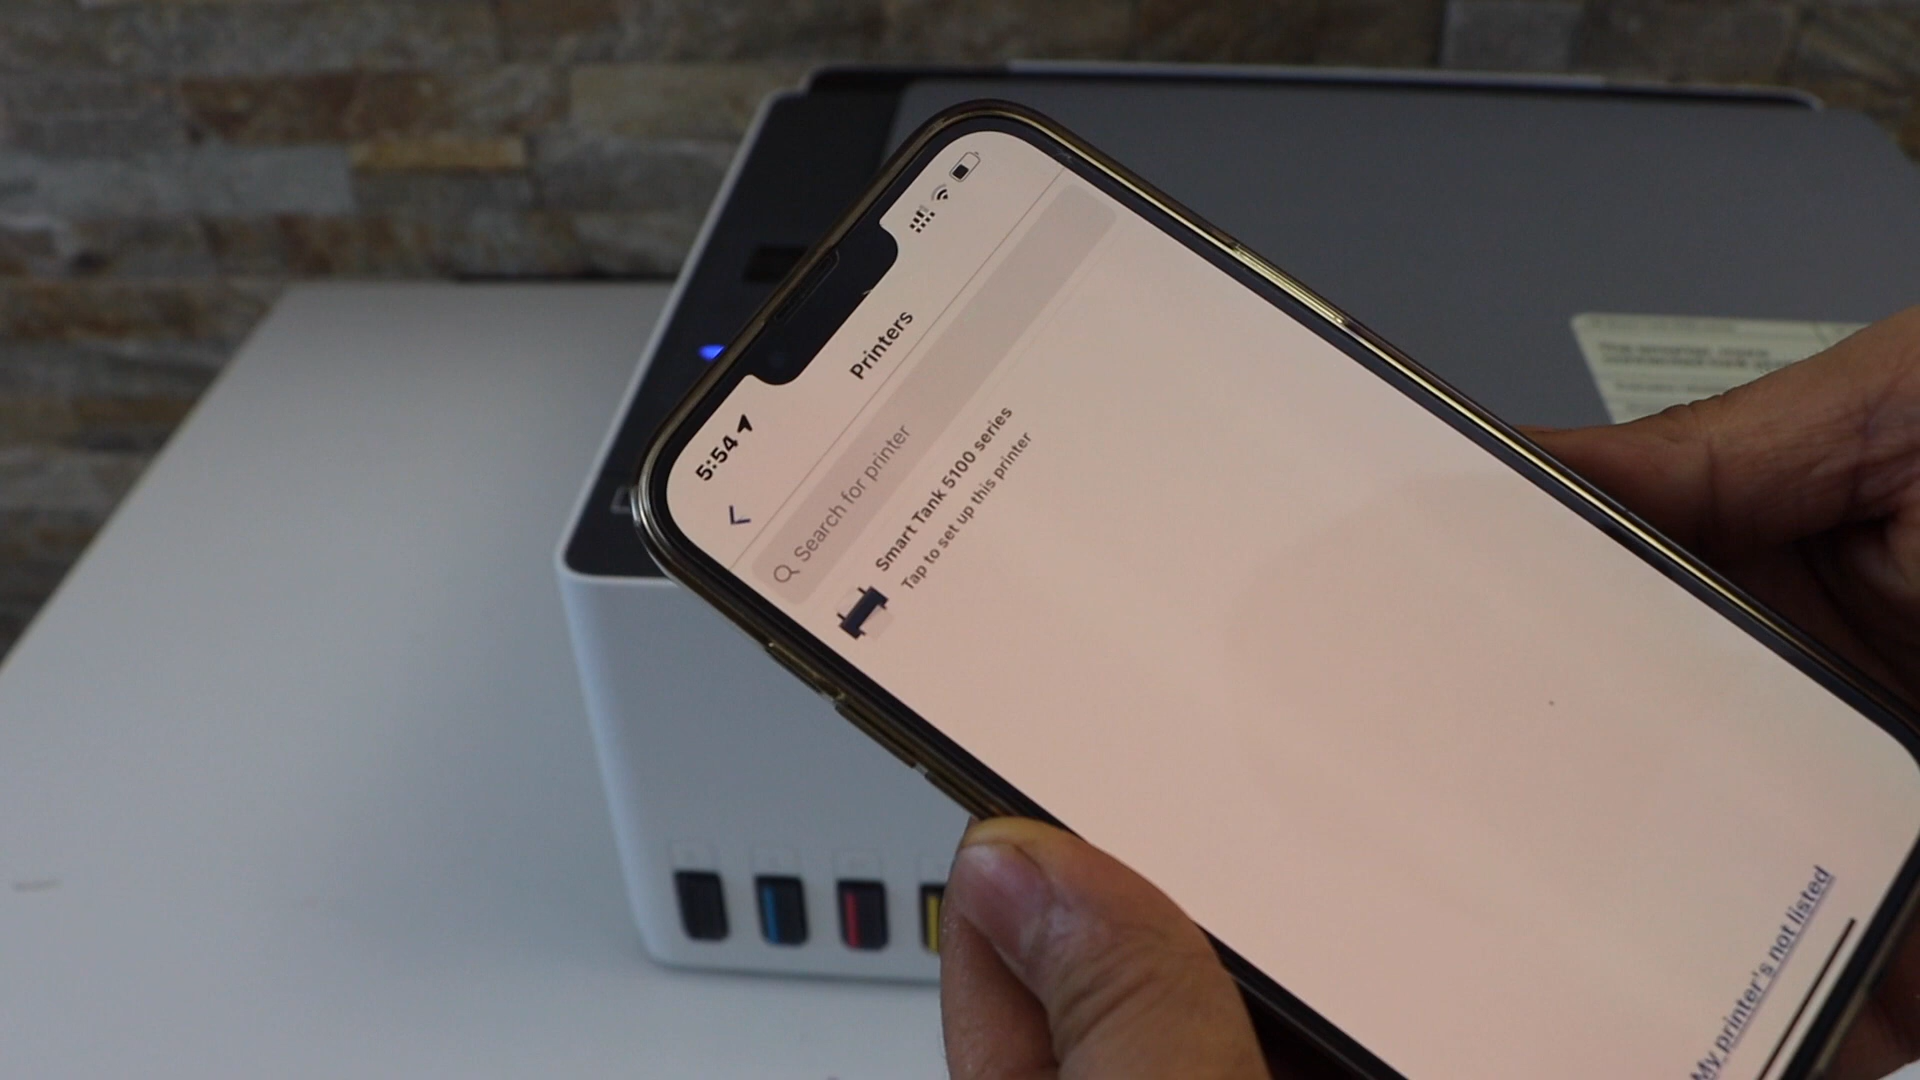 5:54
Printers
Search for printer
Smart Tank 5100 series
Tap to set up this printer
My printer's not listed